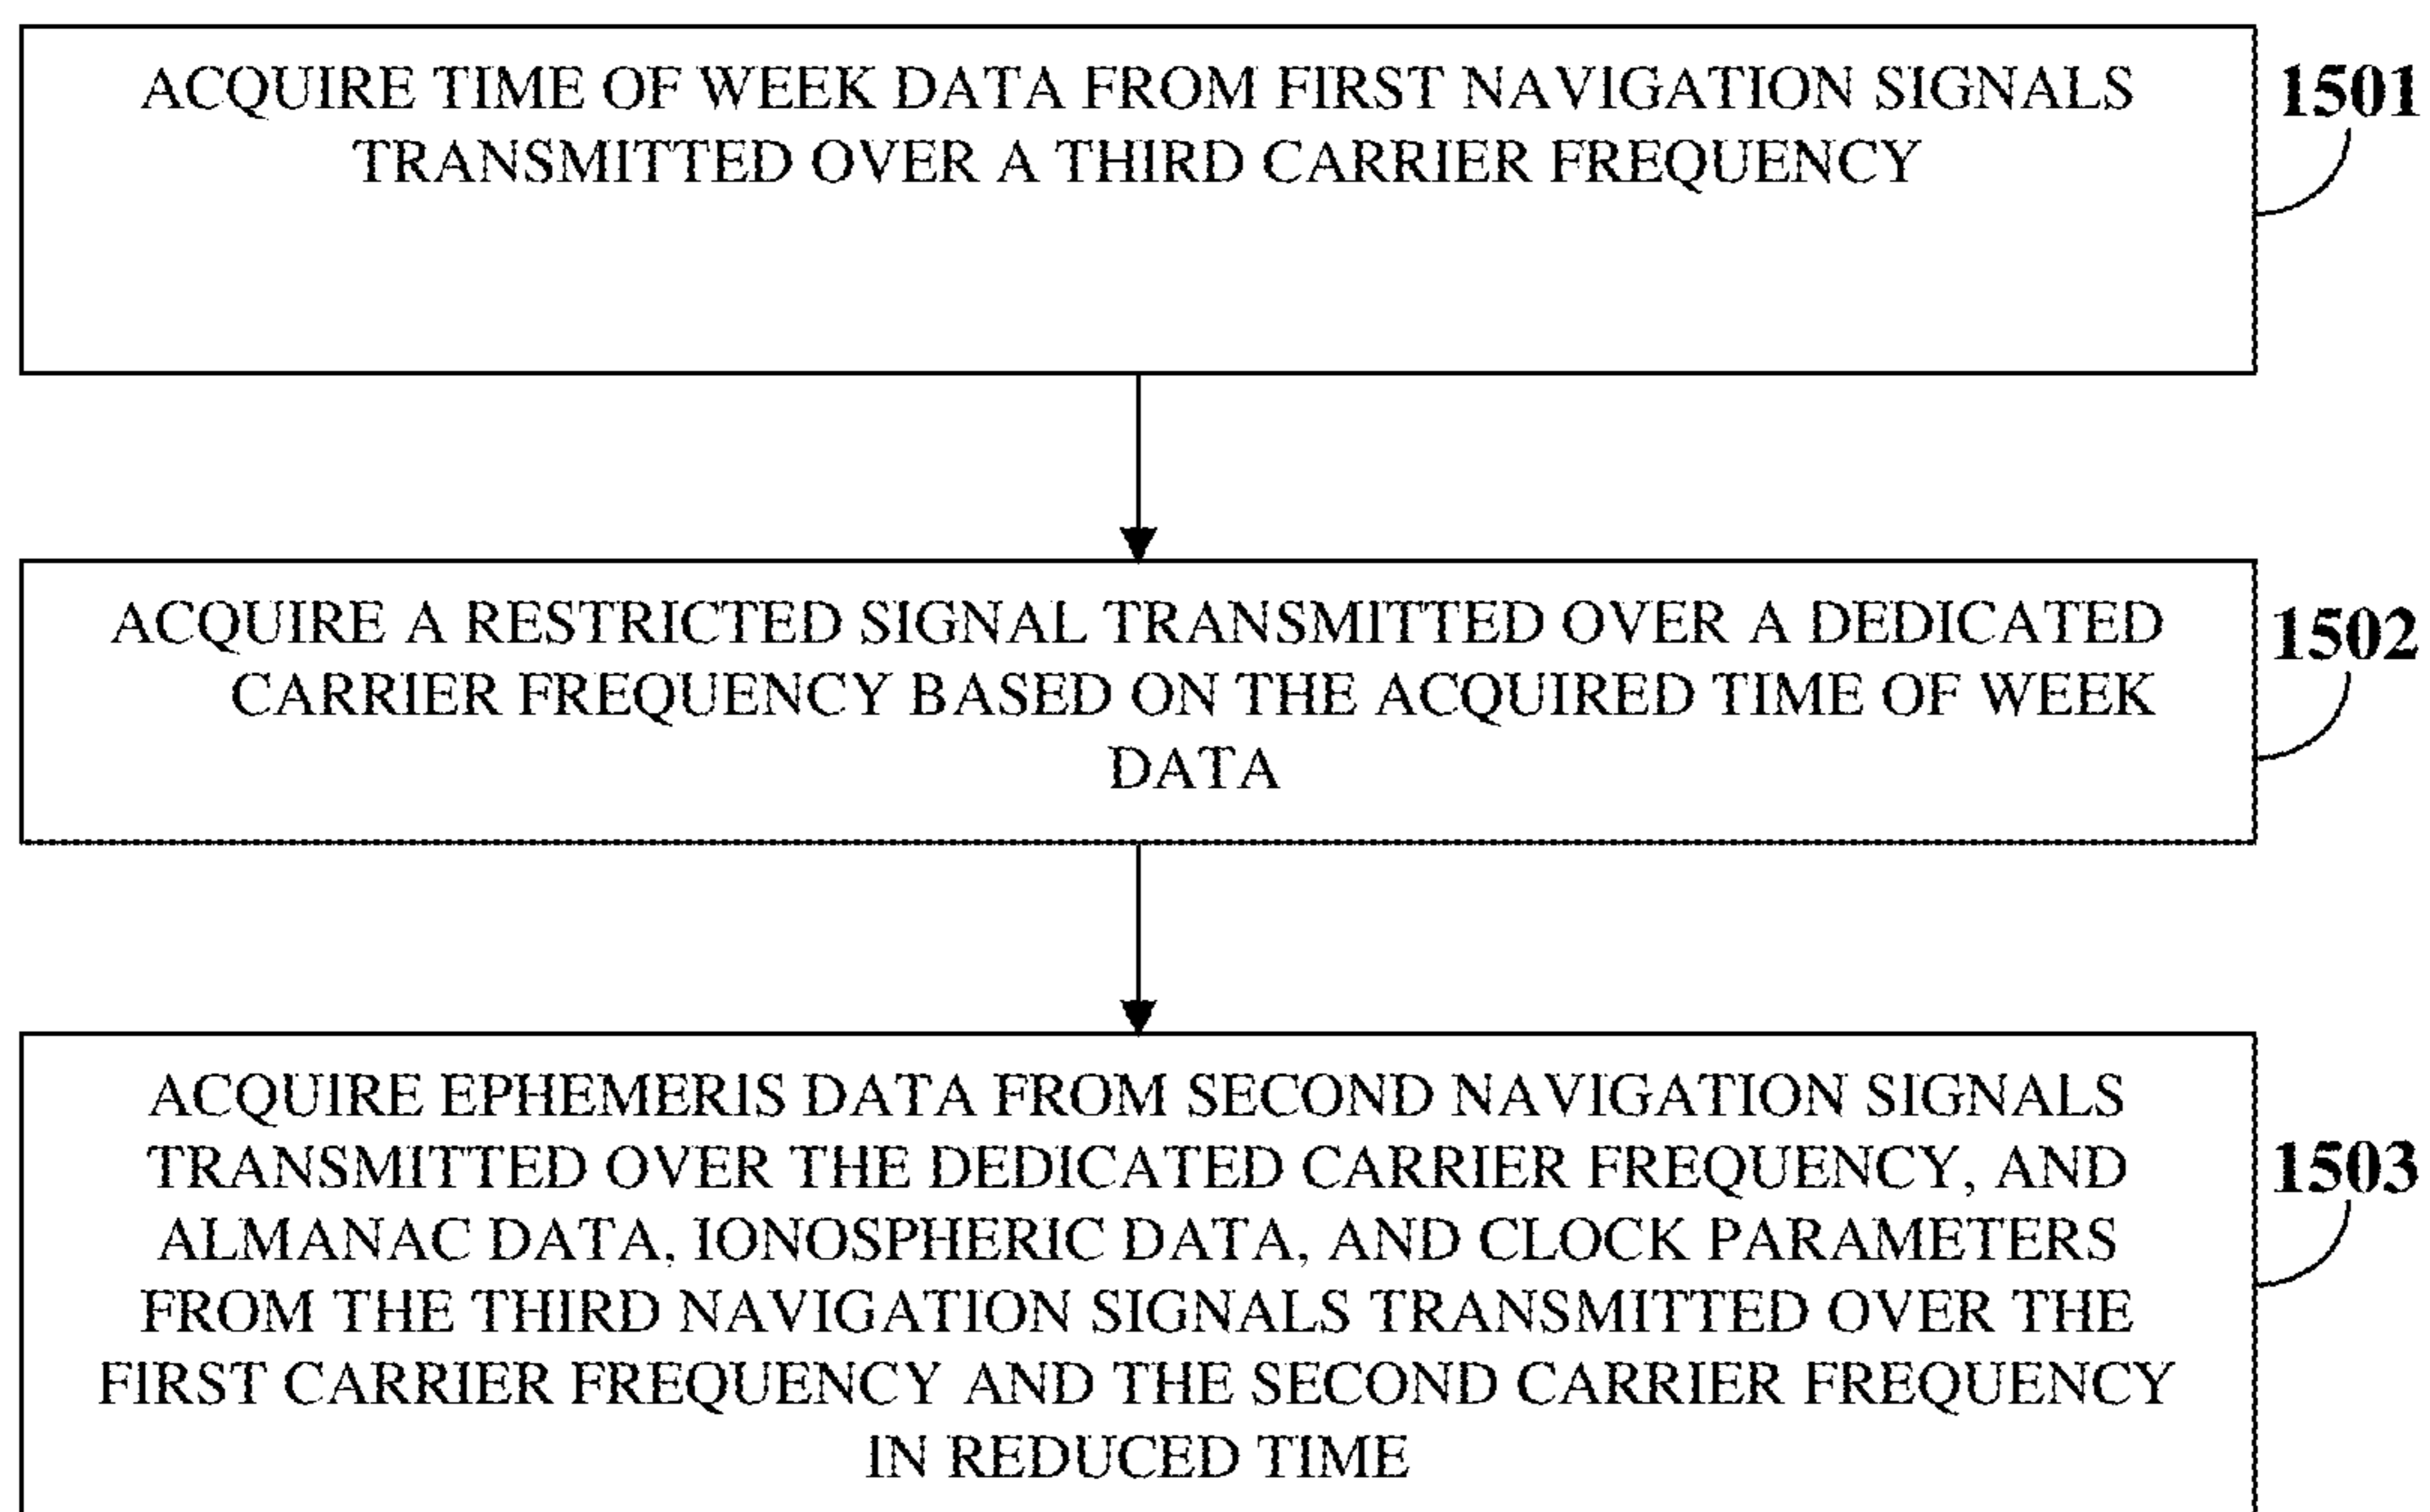 ACQUIRE TIME OF WEEK DATA FROM FIRST NAVIGATION SIGNALS
TRANSMITTED OVER A THIRD CARRIER FREQUENCY
1501
ACQUIRE A RESTRICTED SIGNAL TRANSMITTED OVER A DEDICATED
CARRIER FREQUENCY BASED ON THE ACQUIRED TIME OF WEEK
DATA
1502
ACQUIRE EPHEMERIS DATA FROM SECOND NAVIGATION SIGNALS
TRANSMITTED OVER THE DEDICATED CARRIER FREQUENCY, AND
ALMANAC DATA, IONOSPHERIC DATA, AND CLOCK PARAMETERS
FROM THE THIRD NAVIGATION SIGNALS TRANSMITTED OVER THE
FIRST CARRIER FREQUENCY AND THE SECOND CARRIER FREQUENCY
IN REDUCED TIME
1503